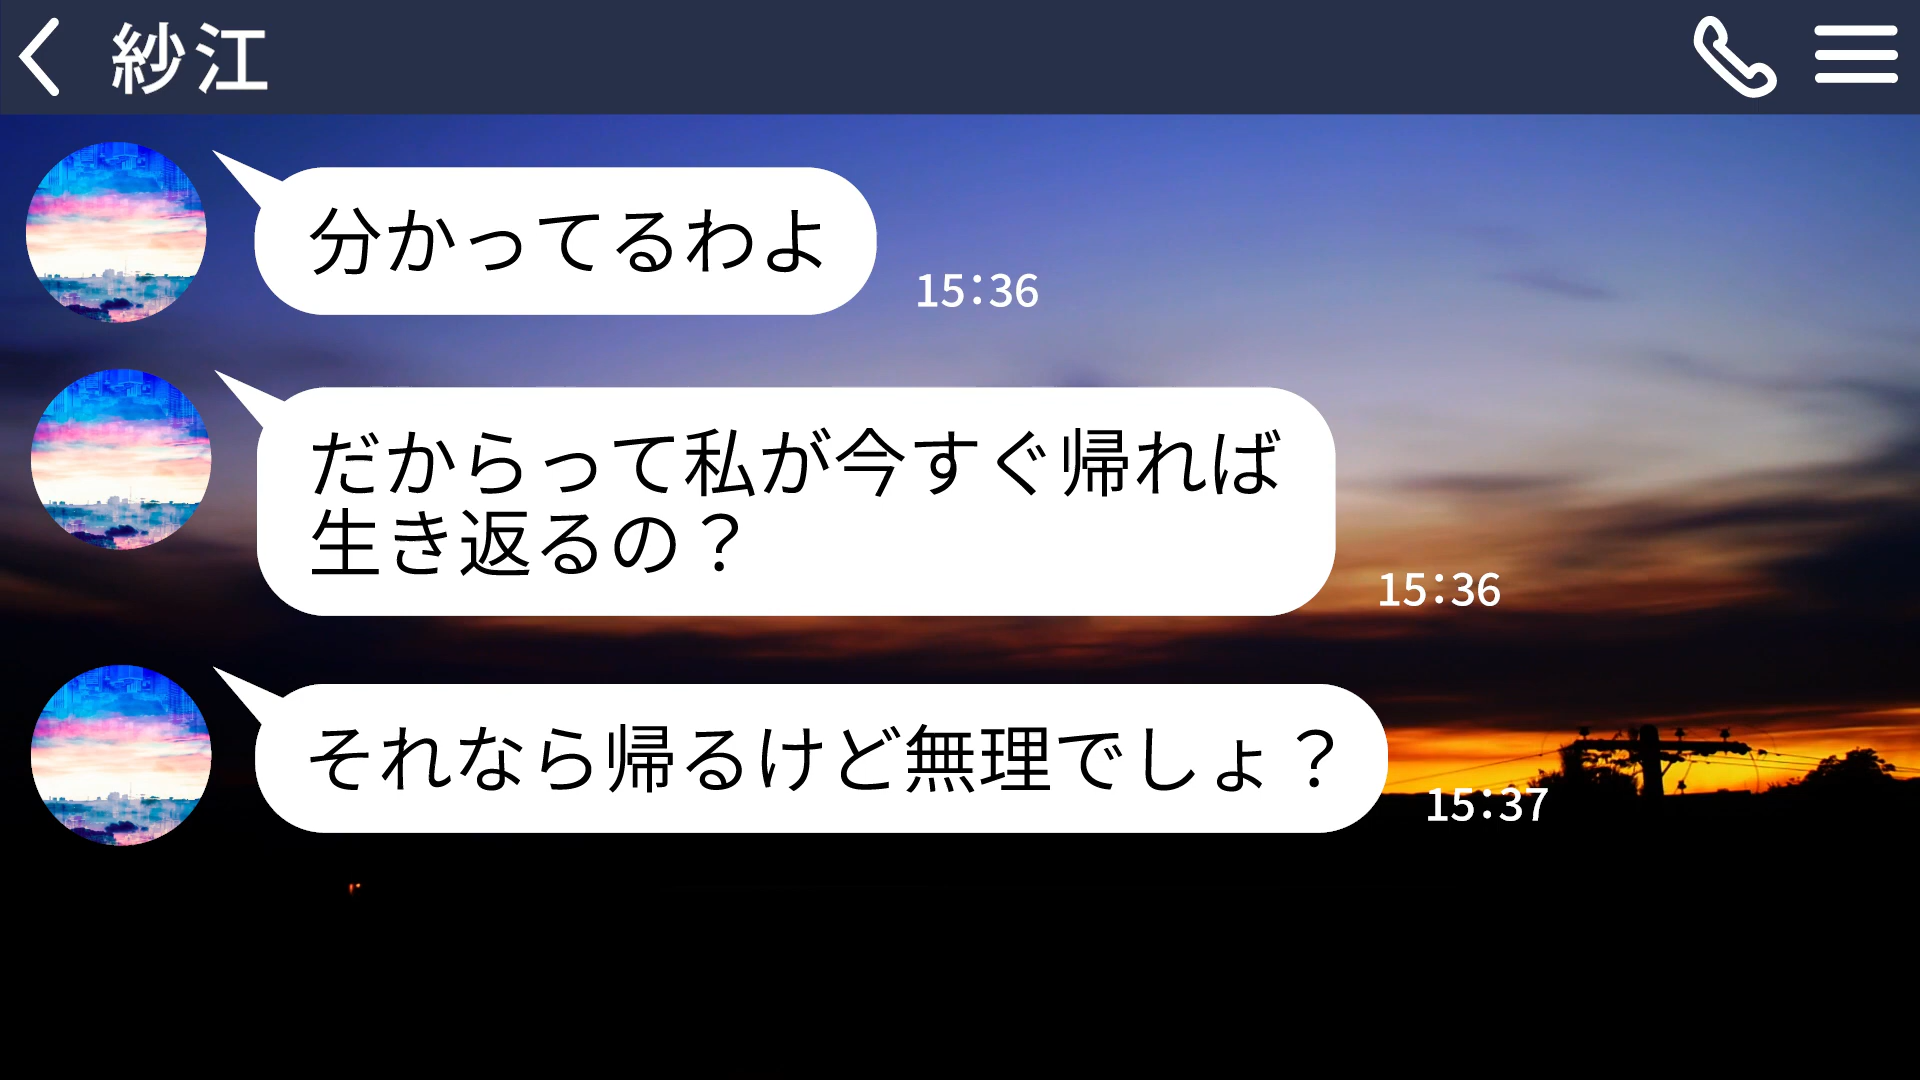 紗江
分かってるわよ
15:36
だからって私が今すぐ帰れば
生き返るの？
15:36
それなら帰るけど無理でしょ？
15:37